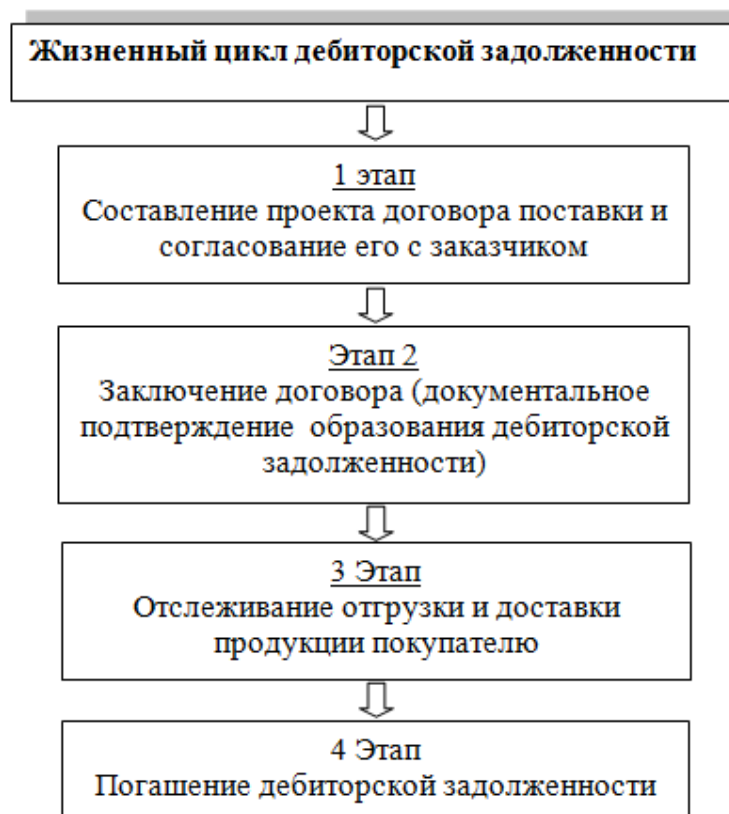 Жизненный цикл дебиторской задолженности
1 этап
Составление проекта договора поставки и
согласование его с заказчиком
Этап 2
Заключение договора (документальное
подтверждение образования дебиторской
задолженности)
3 Этап
Отслеживание отгрузки и доставки
продукции покупателю
4 Этап
Погашение дебиторской задолженности